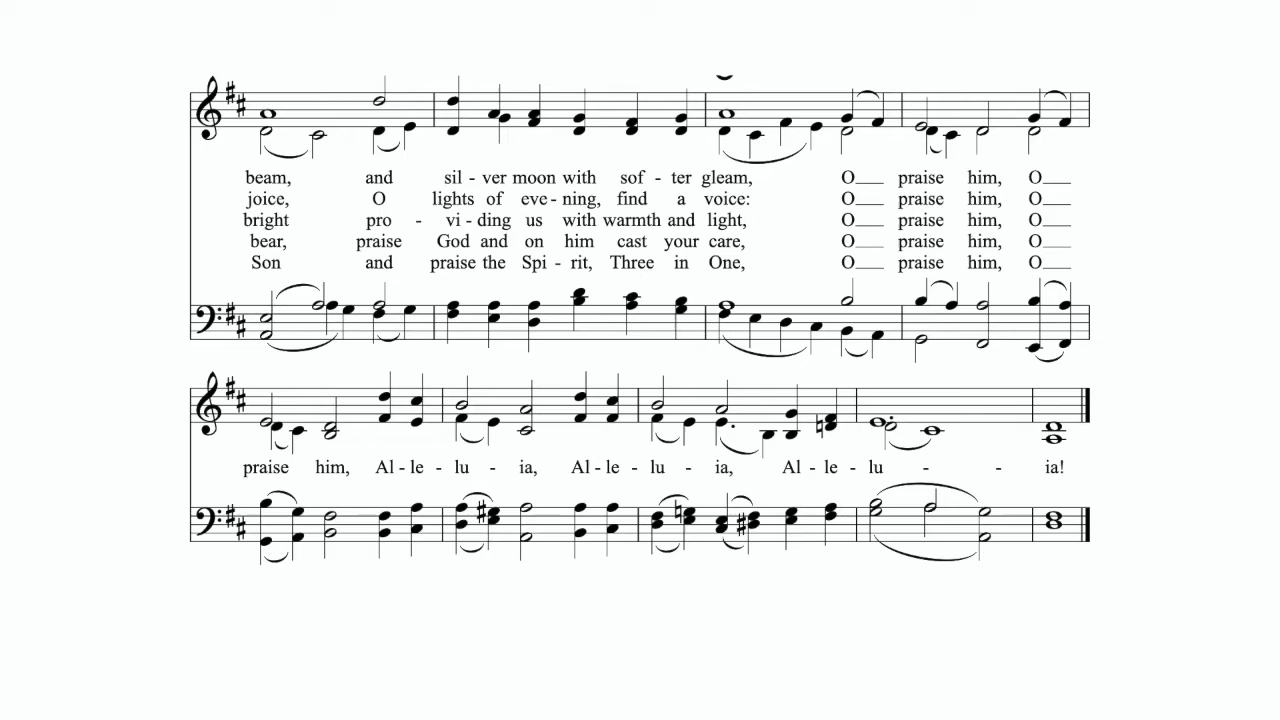 beam, and sil - ver moon with sof - ter gleam, O___ praise him, O___
joice, O lights of eve - ning, find a voice: O___ praise him, O___
bright pro - vi - ding us with warmth and light, O___ praise him, O___
bear, praise God and on him cast your care, O___ praise him, O___
Son and praise the Spi - rit, Three in One, O___ praise him, O___
praise him, Al - le - lu - ia, Al - le - lu - ia, Al - le - lu - - ia!